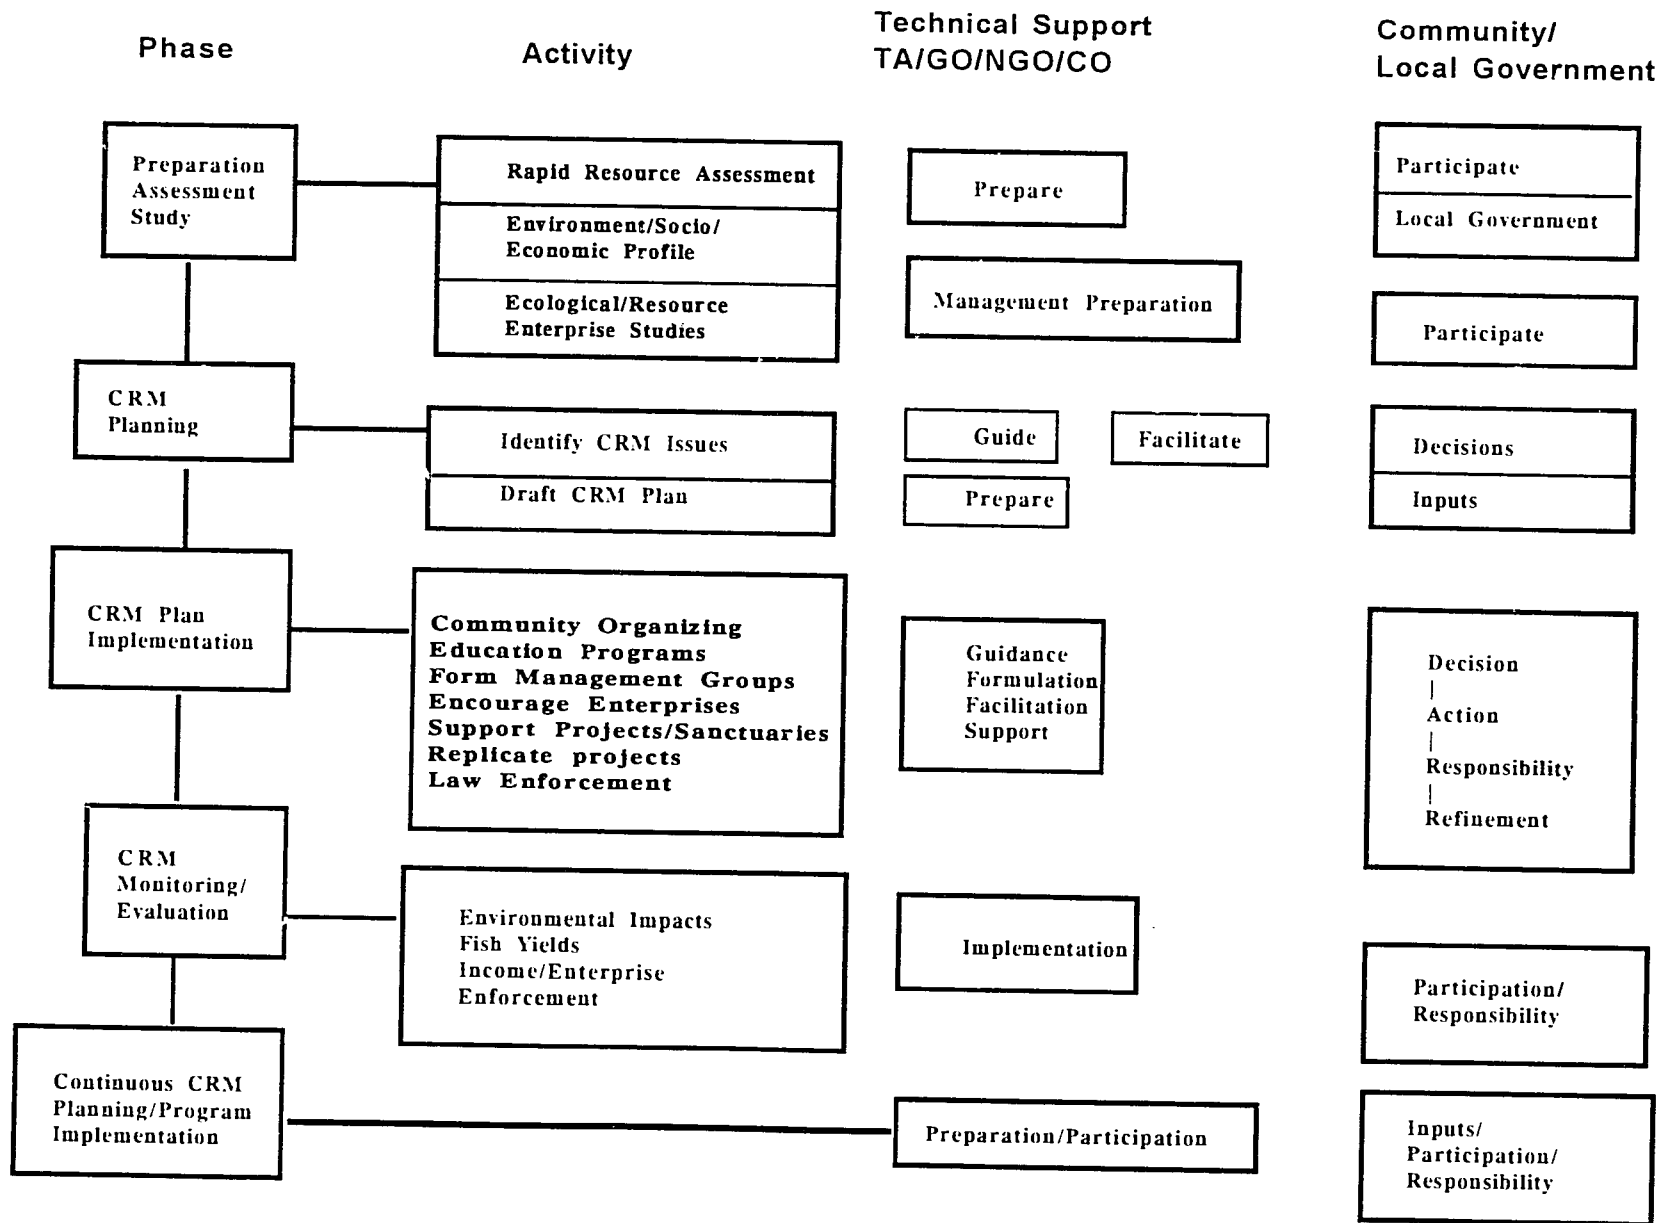 Phase
Activity
Technical Support
TA/GO/NGO/CO
Community/
Local Government
Preparation
Assessment
Study
Rapid Resource Assessment
Environment/Socio/
Economic Profile
Ecological/Resource
Enterprise Studies
Prepare
Management Preparation
Participate
Local Government
Participate
CRM
Planning
Identify CRM Issues
Draft CRM Plan
Guide
Facilitate
Prepare
Decisions
Inputs
CRM Plan
Implementation
Community Organizing
Education Programs
Form Management Groups
Encourage Enterprises
Support Projects/Sanctuaries
Replicate projects
Law Enforcement
Guidance
Formulation
Facilitation
Support
Decision
Action
Responsibility
Refinement
CRM
Monitoring/
Evaluation
Environmental Impacts
Fish Yields
Income/Enterprise
Enforcement
Implementation
Participation/
Responsibility
Continuous CRM
Planning/Program
Implementation
Preparation/Participation
Inputs/
Participation/
Responsibility